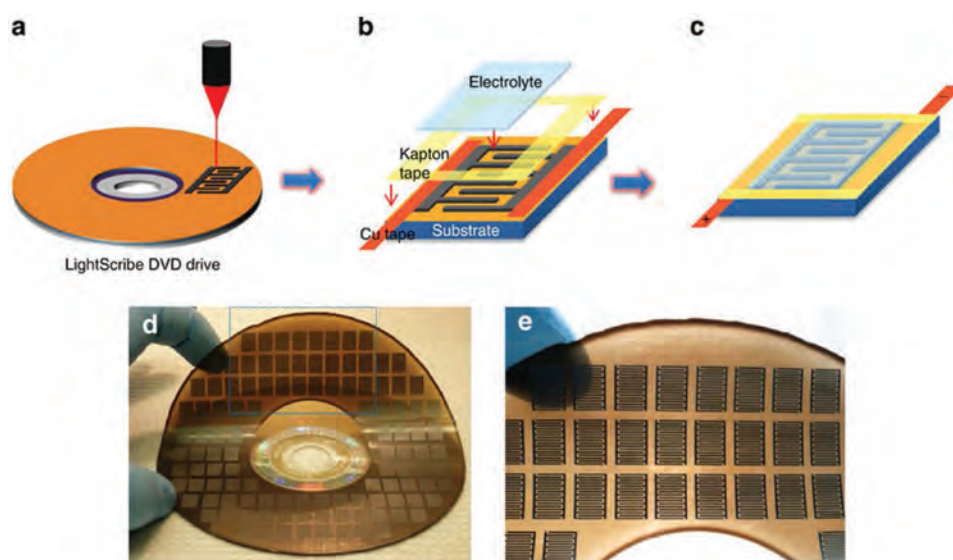 a
b
c
Electrolyte
Kapton
tape
Cu tape
Substrate
LightScribe DVD drive
+
–
d
e